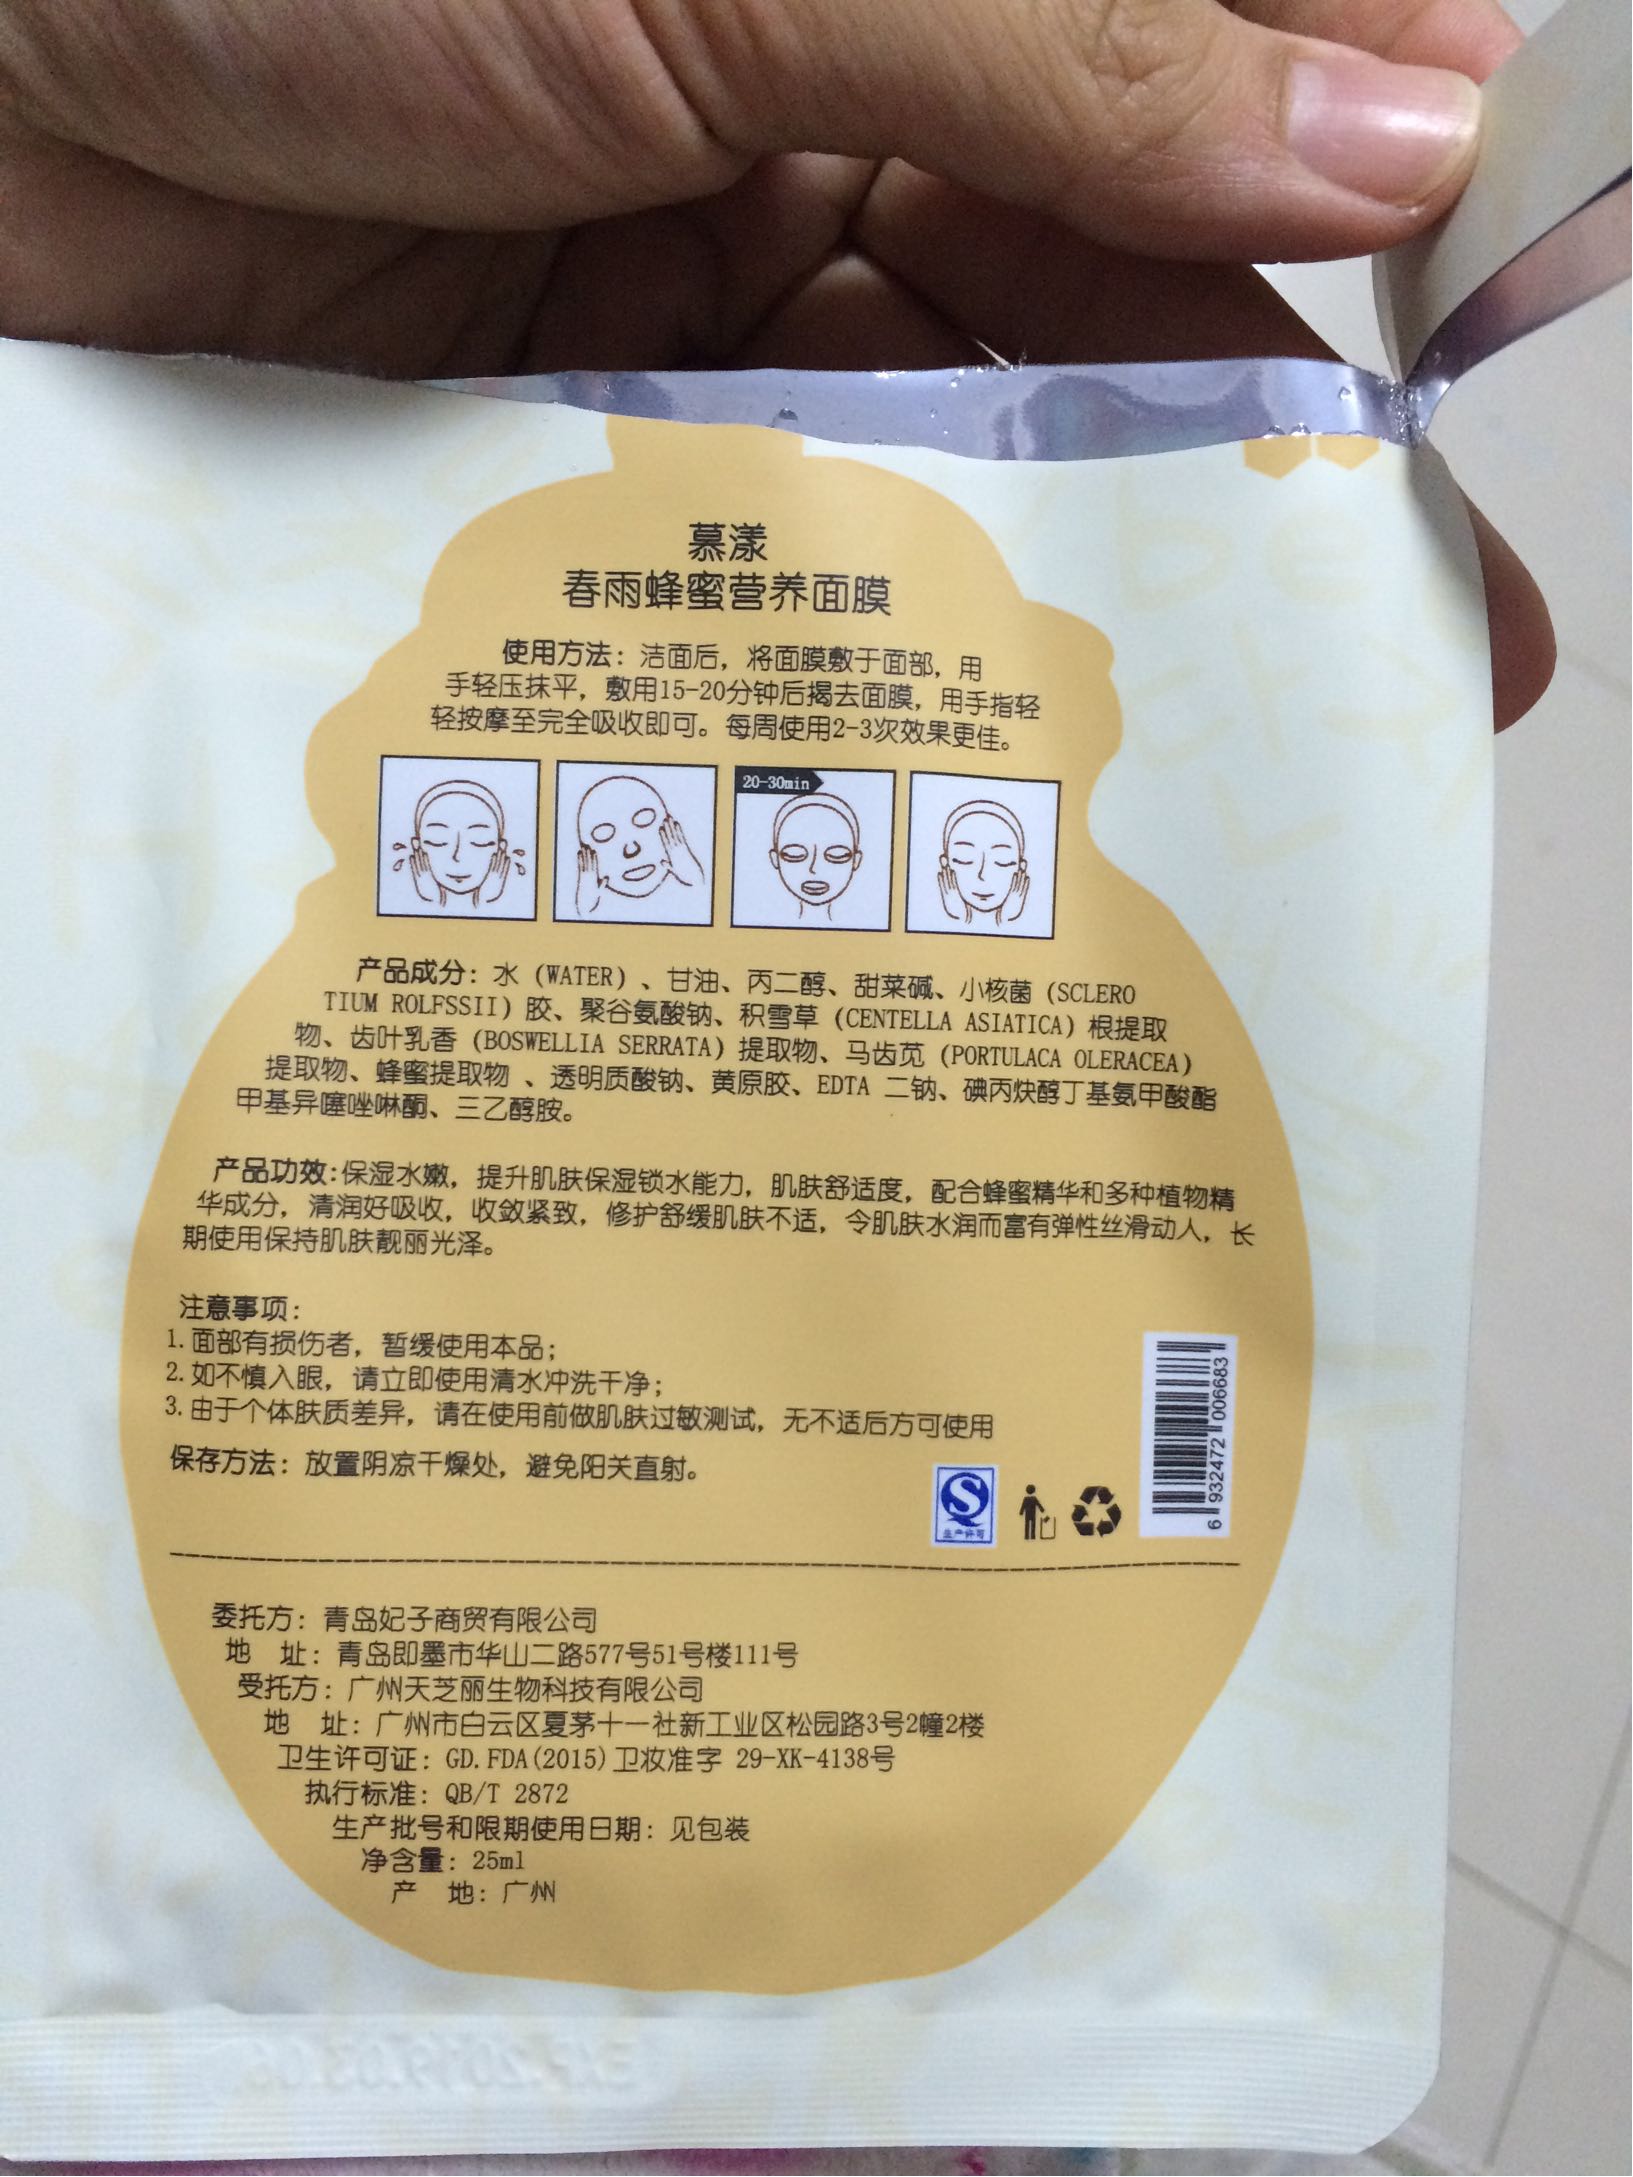 慕漾
春雨蜂蜜营养面膜
使用方法：洁面后，将面膜敷于面部，用
手轻压抹平，敷用15-20分钟后揭去面膜，用手指轻
轻按摩至完全吸收即可。每周使用2-3次效果更佳。
20-30min
产品成分：水（WATER）、甘油、丙二醇、甜菜碱、小核菌（SCLERO
TIUM ROLFSSII）胶、聚谷氨酸钠、积雪草（CENTELLA ASIATICA）根提取
物、齿叶乳香（BOSWELLIA SERRATA）提取物、马齿苋（PORTULACA OLERACEA）
提取物、蜂蜜提取物 、透明质酸钠、黄原胶、EDTA 二钠、碘丙炔醇丁基氨甲酸酯
甲基异噻唑啉酮、三乙醇胺。
产品功效：保湿水嫩，提升肌肤保湿锁水能力，肌肤舒适度，配合蜂蜜精华和多种植物精
华成分，清润好吸收，收敛紧致，修护舒缓肌肤不适，令肌肤水润而富有弹性丝滑动人，长
期使用保持肌肤靓丽光泽。
注意事项：
1.面部有损伤者，暂缓使用本品；
2.如不慎入眼，请立即使用清水冲洗干净；
3.由于个体肤质差异，请在使用前做肌肤过敏测试，无不适后方可使用
保存方法：放置阴凉干燥处，避免阳关直射。
生产许可
6 932472 006683
委托方：青岛妃子商贸有限公司
地 址：青岛即墨市华山二路577号51号楼111号
受托方：广州天芝丽生物科技有限公司
地 址：广州市白云区夏茅十一社新工业区松园路3号2幢2楼
卫生许可证：GD.FDA(2015)卫妆准字 29-XK-4138号
执行标准：QB/T 2872
生产批号和限期使用日期：见包装
净含量：25ml
产 地：广州